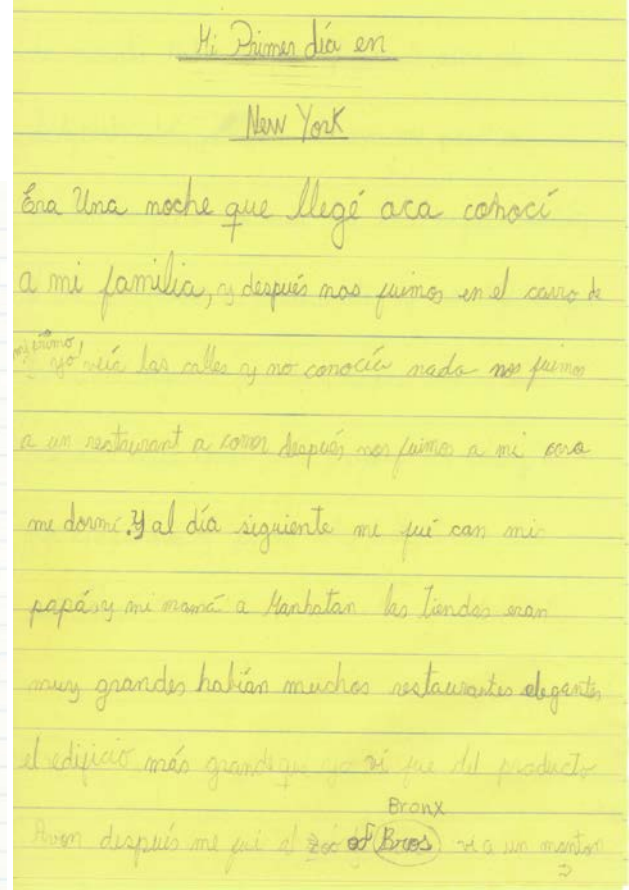 Mi Primer día en
New York
Era Una noche que llegé aca conocí
a mi familia, y después nos fuimos en el carro de
mi primo, yo veía las calles y no conocía nada nos fuimos
a un restaurant a comer después nos fuimos a mi casa
me dormí. Y al día siguiente me fué con mi
papá y mi mamá a Manhatan las tiendas eran
muy grandes habían muchos restaurantes elegantes
el edificio más grande que yo ví fue del producto
Bronx
Avon después me fui al zoo of Bros vi a un